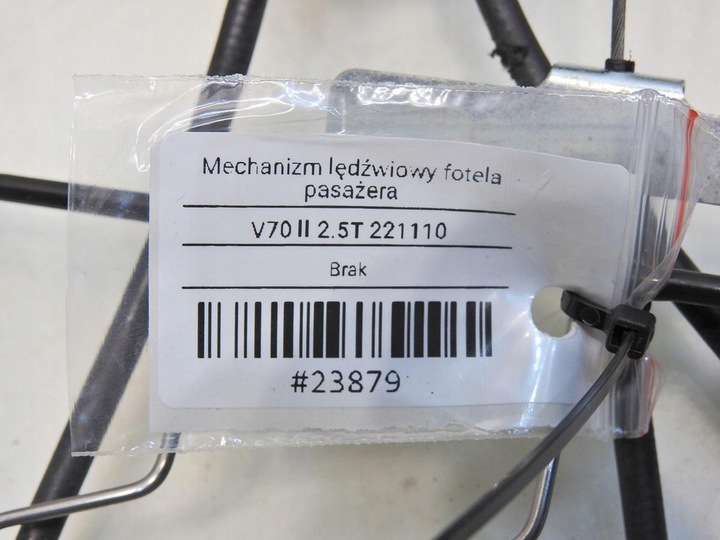 Mechanizm lędźwiowy fotela
pasażera
V70 II 2.5T 221110
Brak
#23879